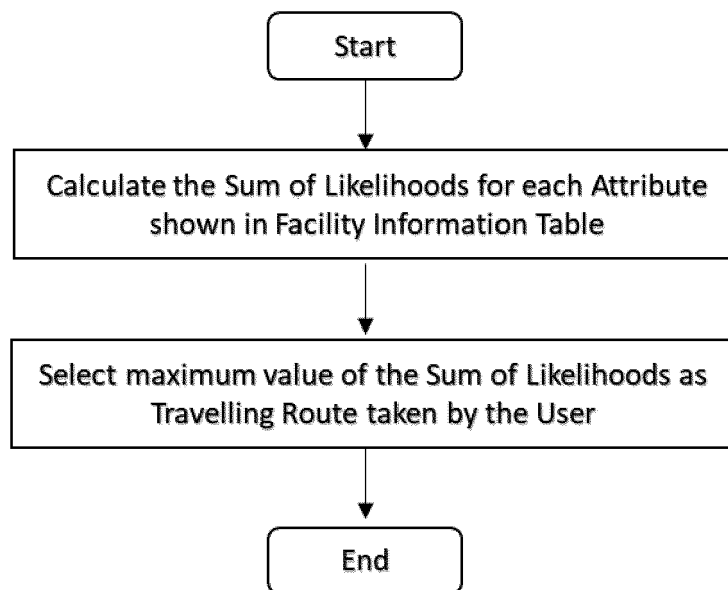 Start
Calculate the Sum of Likelihoods for each Attribute
shown in Facility Information Table
Select maximum value of the Sum of Likelihoods as
Travelling Route taken by the User
End